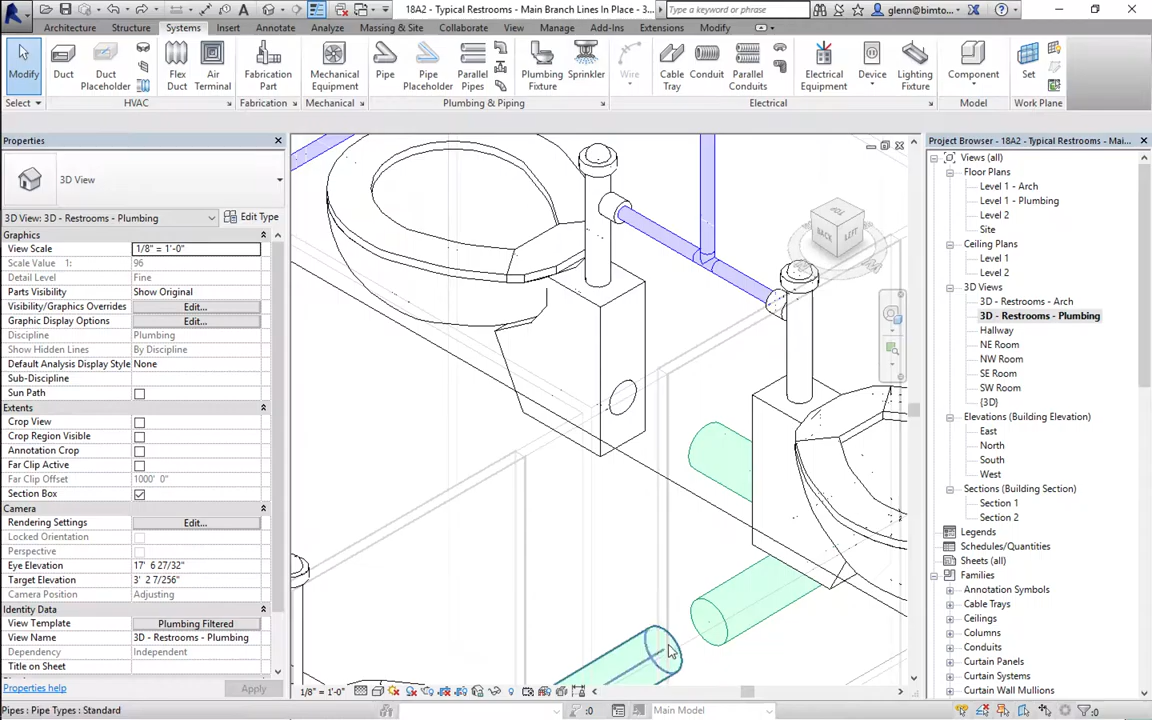 18A2 - Typical Restrooms - Main Branch Lines In Place - 3...
Type a keyword or phrase
glenn@bimto...
Architecture Structure Systems Insert Annotate Analyze Massing & Site Collaborate View Manage Add-Ins Extensions Modify
Modify
Duct
Duct Placeholder
Flex Duct
Air Terminal
Fabrication Part
Mechanical Equipment
Pipe
Pipe Placeholder
Parallel Pipes
Plumbing Fixture
Sprinkler
Wire
Cable Tray
Conduit
Parallel Conduits
Electrical Equipment
Device
Lighting Fixture
Component
Set
Select HVAC Fabrication Mechanical Plumbing & Piping Electrical Model Work Plane
Properties
3D View
3D View: 3D - Restrooms - Plumbing
Edit Type
Graphics
View Scale 1/8" = 1'-0"
Scale Value 1: 96
Detail Level Fine
Parts Visibility Show Original
Visibility/Graphics Overrides Edit...
Graphic Display Options Edit...
Discipline Plumbing
Show Hidden Lines By Discipline
Default Analysis Display Style None
Sub-Discipline
Sun Path
Extents
Crop View
Crop Region Visible
Annotation Crop
Far Clip Active
Far Clip Offset 1000' 0"
Section Box
Camera
Rendering Settings Edit...
Locked Orientation
Perspective
Eye Elevation 17' 6 27/32"
Target Elevation 3' 2 7/256"
Camera Position Adjusting
Identity Data
View Template Plumbing Filtered
View Name 3D - Restrooms - Plumbing
Dependency Independent
Title on Sheet
Properties help
Apply
BACK
LEFT
Project Browser - 18A2 - Typical Restrooms - Mai...
Views (all)
Floor Plans
Level 1 - Arch
Level 1 - Plumbing
Level 2
Site
Ceiling Plans
Level 1
Level 2
3D Views
3D - Restrooms - Arch
3D - Restrooms - Plumbing
Hallway
NE Room
NW Room
SE Room
SW Room
{3D}
Elevations (Building Elevation)
East
North
South
West
Sections (Building Section)
Section 1
Section 2
Legends
Schedules/Quantities
Sheets (all)
Families
Annotation Symbols
Cable Trays
Ceilings
Columns
Conduits
Curtain Panels
Curtain Systems
Curtain Wall Mullions
1/8" = 1'-0"
Pipes : Pipe Types : Standard
:0
Main Model
:0